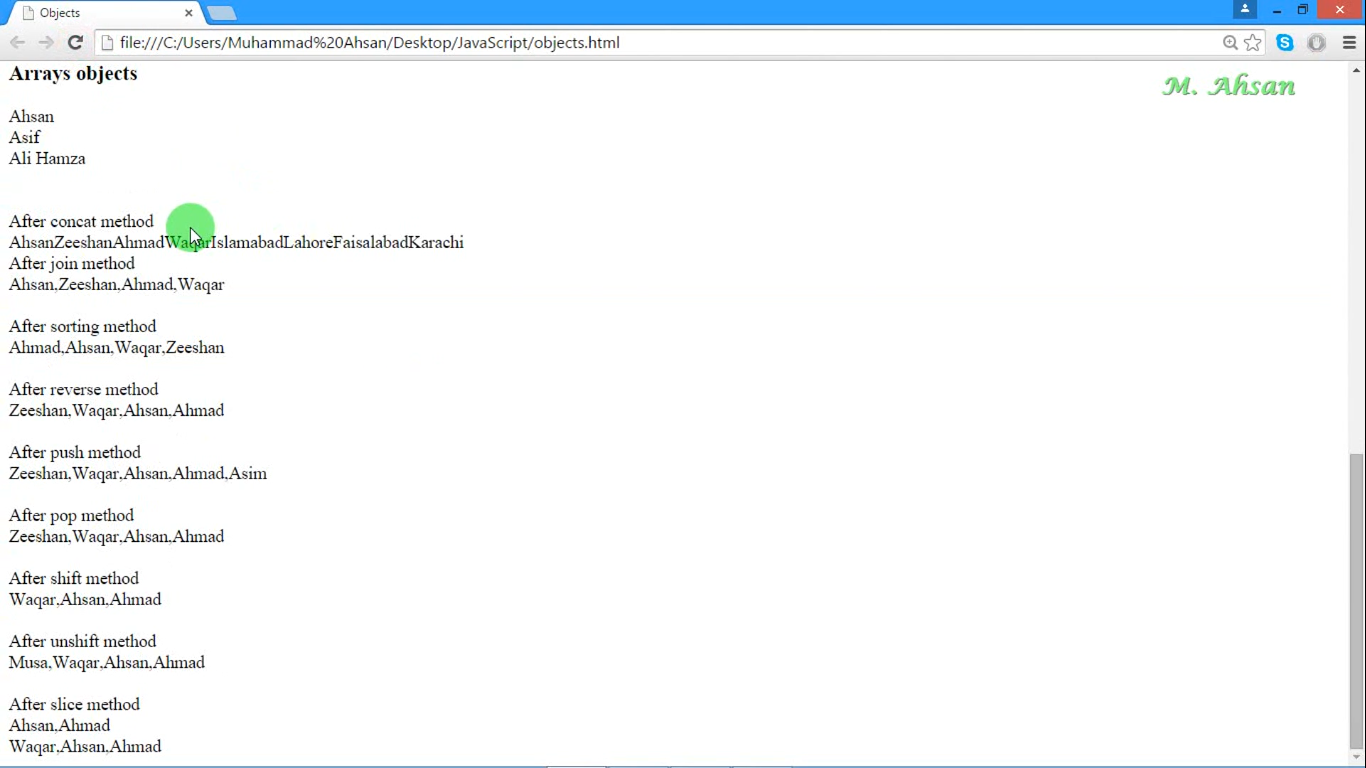 Objects
file:///C:/Users/Muhammad%20Ahsan/Desktop/JavaScript/objects.html
Arrays objects
M. Ahsan
Ahsan
Asif
Ali Hamza
After concat method
AhsanZeeshanAhmadWaqarIslamabadLahoreFaisalabadKarachi
After join method
Ahsan,Zeeshan,Ahmad,Waqar
After sorting method
Ahmad,Ahsan,Waqar,Zeeshan
After reverse method
Zeeshan,Waqar,Ahsan,Ahmad
After push method
Zeeshan,Waqar,Ahsan,Ahmad,Asim
After pop method
Zeeshan,Waqar,Ahsan,Ahmad
After shift method
Waqar,Ahsan,Ahmad
After unshift method
Musa,Waqar,Ahsan,Ahmad
After slice method
Ahsan,Ahmad
Waqar,Ahsan,Ahmad